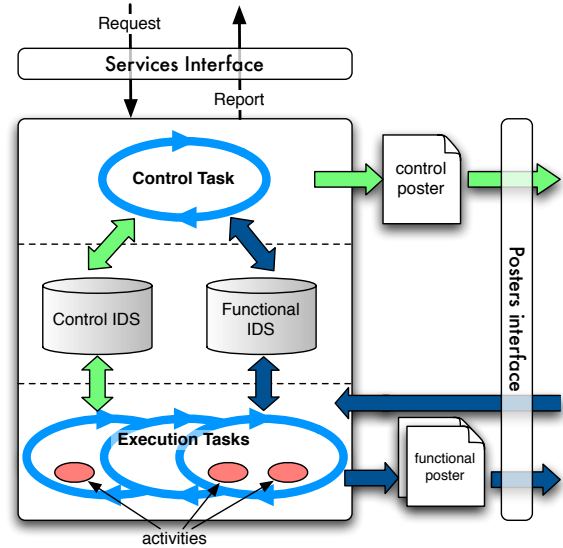 Request
Services Interface
Report
Control Task
control
poster
Posters interface
Control IDS
Functional
IDS
Execution Tasks
functional
poster
activities